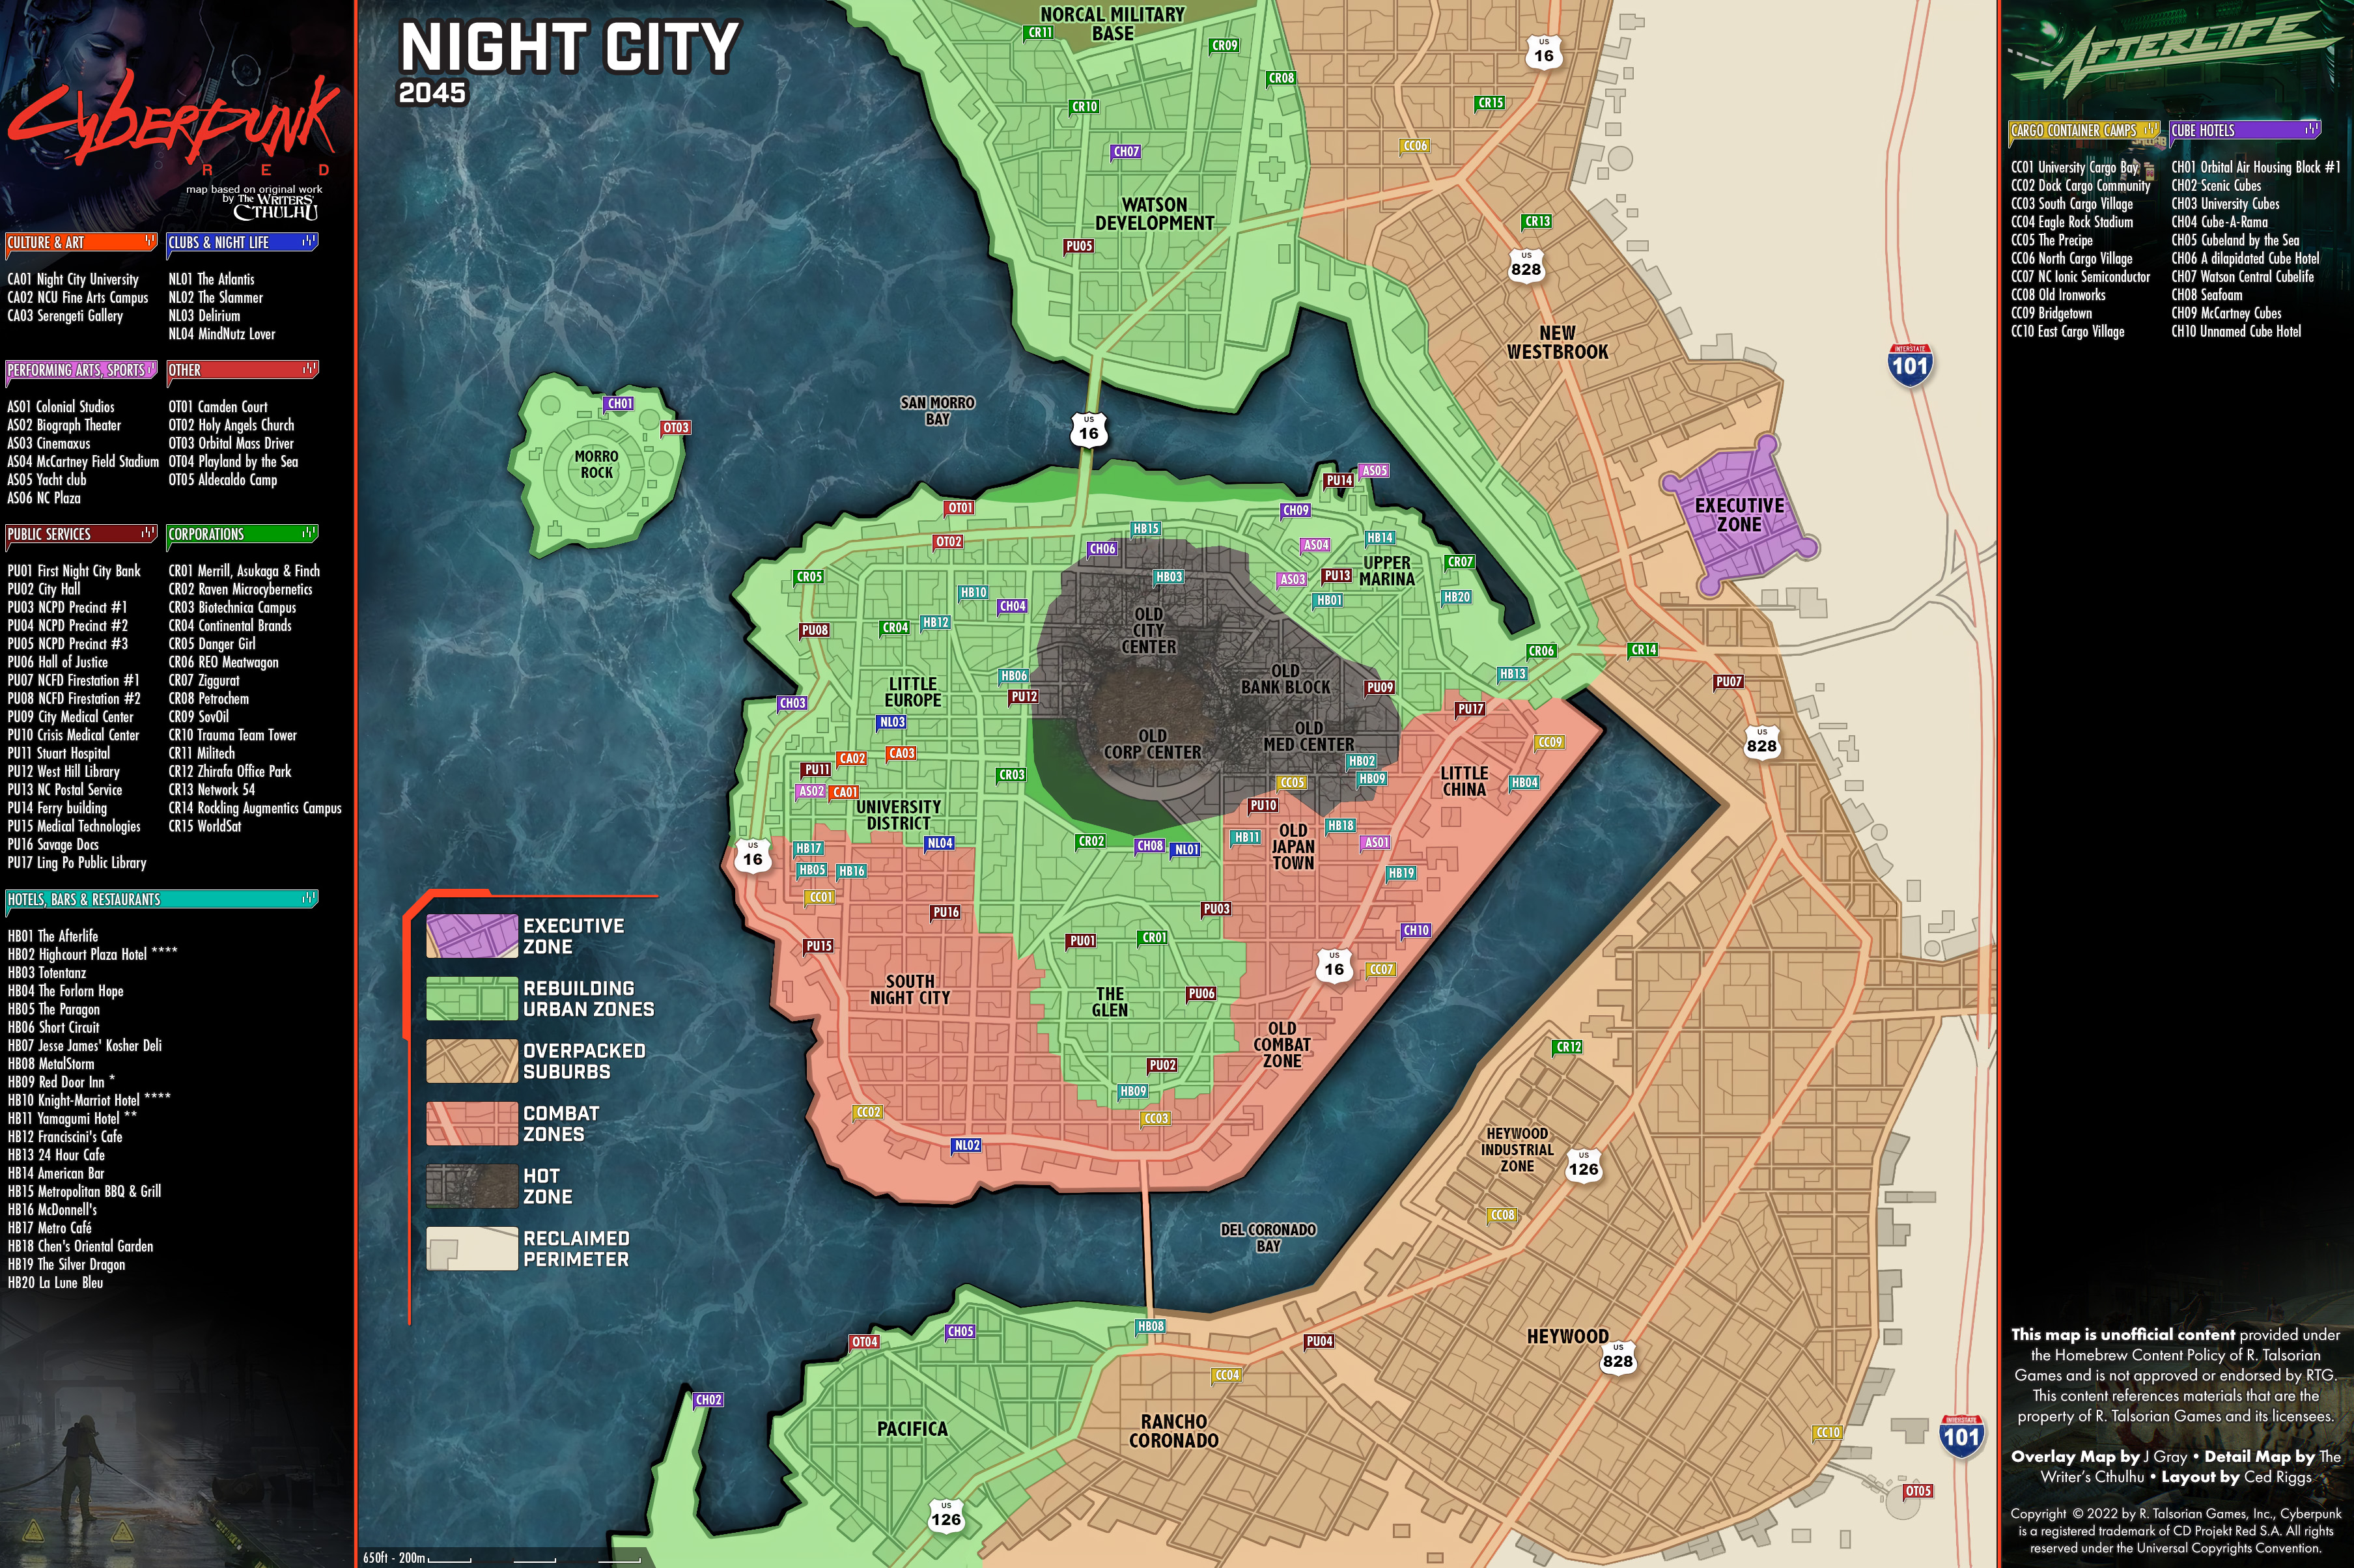 Cyberpunk
R E D
map based on original work
by THE WRITERS'
CTHULHU
CULTURE & ART
CA01 Night City University
CA02 NCU Fine Arts Campus
CA03 Serengeti Gallery
CLUBS & NIGHT LIFE
NL01 The Atlantis
NL02 The Slammer
NL03 Delirium
NL04 MindNutz Lover
PERFORMING ARTS, SPORTS
AS01 Colonial Studios
AS02 Biograph Theater
AS03 Cinemaxus
AS04 McCartney Field Stadium
AS05 Yacht club
AS06 NC Plaza
OTHER
OT01 Camden Court
OT02 Holy Angels Church
OT03 Orbital Mass Driver
OT04 Playland by the Sea
OT05 Aldecaldo Camp
PUBLIC SERVICES
PU01 First Night City Bank
PU02 City Hall
PU03 NCPD Precinct #1
PU04 NCPD Precinct #2
PU05 NCPD Precinct #3
PU06 Hall of Justice
PU07 NCFD Firestation #1
PU08 NCFD Firestation #2
PU09 City Medical Center
PU10 Crisis Medical Center
PU11 Stuart Hospital
PU12 West Hill Library
PU13 NC Postal Service
PU14 Ferry building
PU15 Medical Technologies
PU16 Savage Docs
PU17 Ling Po Public Library
CORPORATIONS
CR01 Merrill, Asukaga & Finch
CR02 Raven Microcybernetics
CR03 Biotechnica Campus
CR04 Continental Brands
CR05 Danger Girl
CR06 REO Meatwagon
CR07 Ziggurat
CR08 Petrochem
CR09 SovOil
CR10 Trauma Team Tower
CR11 Militech
CR12 Zhirafa Office Park
CR13 Network 54
CR14 Rockling Augmentics Campus
CR15 WorldSat
HOTELS, BARS & RESTAURANTS
HB01 The Afterlife
HB02 Highcourt Plaza Hotel ****
HB03 Totentanz
HB04 The Forlorn Hope
HB05 The Paragon
HB06 Short Circuit
HB07 Jesse James' Kosher Deli
HB08 MetalStorm
HB09 Red Door Inn *
HB10 Knight-Marriot Hotel ****
HB11 Yamagumi Hotel **
HB12 Franciscini's Cafe
HB13 24 Hour Cafe
HB14 American Bar
HB15 Metropolitan BBQ & Grill
HB16 McDonnell's
HB17 Metro Café
HB18 Chen's Oriental Garden
HB19 The Silver Dragon
HB20 La Lune Bleu
NIGHT CITY
2045
NORCAL MILITARY
BASE
CR11
CR09
CR08
CR10
CH07
WATSON
DEVELOPMENT
PU05
US
16
CR15
CC06
CR13
US
828
NEW
WESTBROOK
INTERSTATE
101
EXECUTIVE
ZONE
SAN MORRO
BAY
US
16
CH01
OT03
MORRO
ROCK
OT01
OT02
CR05
PU08
CR04
HB12
HB10
CH04
CH06
HB15
HB03
CH09
PU14
AS05
AS04
HB14
AS03
PU13
UPPER
MARINA
HB01
CR07
HB20
OLD
CITY
CENTER
HB06
PU12
LITTLE
EUROPE
CH03
NL03
CA02
CA03
PU11
AS02
CA01
UNIVERSITY
DISTRICT
CR03
OLD
BANK BLOCK
PU09
OLD
CORP CENTER
OLD
MED CENTER
HB02
HB09
CC05
PU10
CR06
HB13
CR14
PU07
PU17
CC09
LITTLE
CHINA
HB04
US
828
US
16
HB17
HB05
HB16
CC01
NL04
PU16
PU15
CR02
CH08
NL01
HB11
HB18
OLD
JAPAN
TOWN
AS01
HB19
PU03
PU01
CR01
CH10
US
16
CC07
SOUTH
NIGHT CITY
THE
GLEN
PU06
OLD
COMBAT
ZONE
PU02
HB09
CC03
CC02
NL02
CR12
HEYWOOD
INDUSTRIAL
ZONE
US
126
CC08
DEL CORONADO
BAY
HB08
CH05
OT04
PU04
CC04
HEYWOOD
US
828
CH02
PACIFICA
RANCHO
CORONADO
US
126
CC10
INTERSTATE
101
OT05
EXECUTIVE
ZONE
REBUILDING
URBAN ZONES
OVERPACKED
SUBURBS
COMBAT
ZONES
HOT
ZONE
RECLAIMED
PERIMETER
650ft - 200m
AFTERLIFE
CARGO CONTAINER CAMPS
CC01 University Cargo Bay
CC02 Dock Cargo Community
CC03 South Cargo Village
CC04 Eagle Rock Stadium
CC05 The Precipe
CC06 North Cargo Village
CC07 NC Ionic Semiconductor
CC08 Old Ironworks
CC09 Bridgetown
CC10 East Cargo Village
CUBE HOTELS
CH01 Orbital Air Housing Block #1
CH02 Scenic Cubes
CH03 University Cubes
CH04 Cube-A-Rama
CH05 Cubeland by the Sea
CH06 A dilapidated Cube Hotel
CH07 Watson Central Cubelife
CH08 Seafoam
CH09 McCartney Cubes
CH10 Unnamed Cube Hotel
This map is unofficial content provided under
the Homebrew Content Policy of R. Talsorian
Games and is not approved or endorsed by RTG.
This content references materials that are the
property of R. Talsorian Games and its licensees.
Overlay Map by J Gray • Detail Map by The
Writer's Cthulhu • Layout by Ced Riggs
Copyright © 2022 by R. Talsorian Games, Inc., Cyberpunk
is a registered trademark of CD Projekt Red S.A. All rights
reserved under the Universal Copyrights Convention.